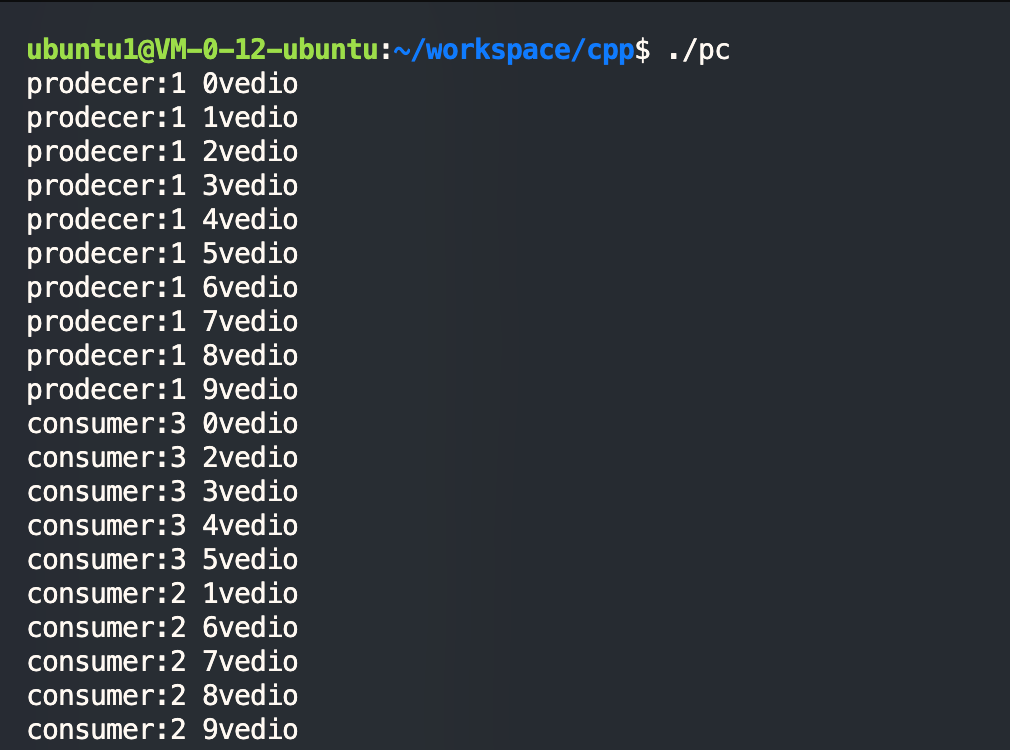 ubuntu1@VM-0-12-ubuntu:~/workspace/cpp$ ./pc
prodecer:1 0vedio
prodecer:1 1vedio
prodecer:1 2vedio
prodecer:1 3vedio
prodecer:1 4vedio
prodecer:1 5vedio
prodecer:1 6vedio
prodecer:1 7vedio
prodecer:1 8vedio
prodecer:1 9vedio
consumer:3 0vedio
consumer:3 2vedio
consumer:3 3vedio
consumer:3 4vedio
consumer:3 5vedio
consumer:2 1vedio
consumer:2 6vedio
consumer:2 7vedio
consumer:2 8vedio
consumer:2 9vedio